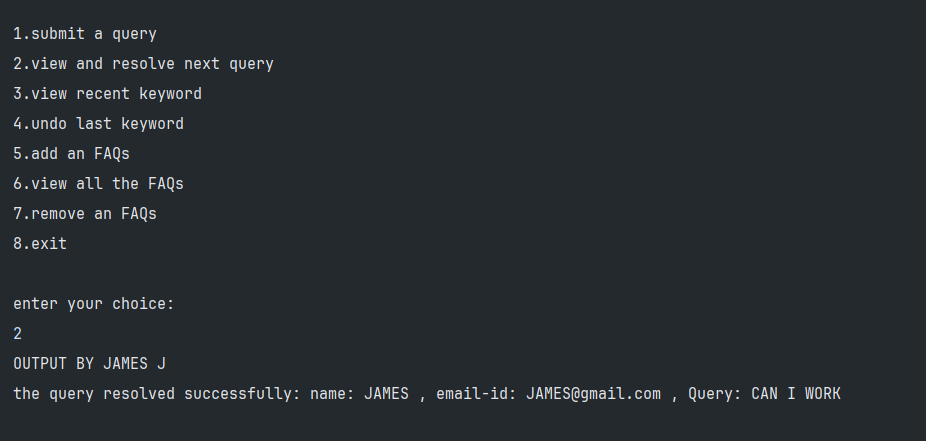 1.submit a query
2.view and resolve next query
3.view recent keyword
4.undo last keyword
5.add an FAQs
6.view all the FAQs
7.remove an FAQs
8.exit
enter your choice:
2
OUTPUT BY JAMES J
the query resolved successfully: name: JAMES , email-id: JAMES@gmail.com , Query: CAN I WORK